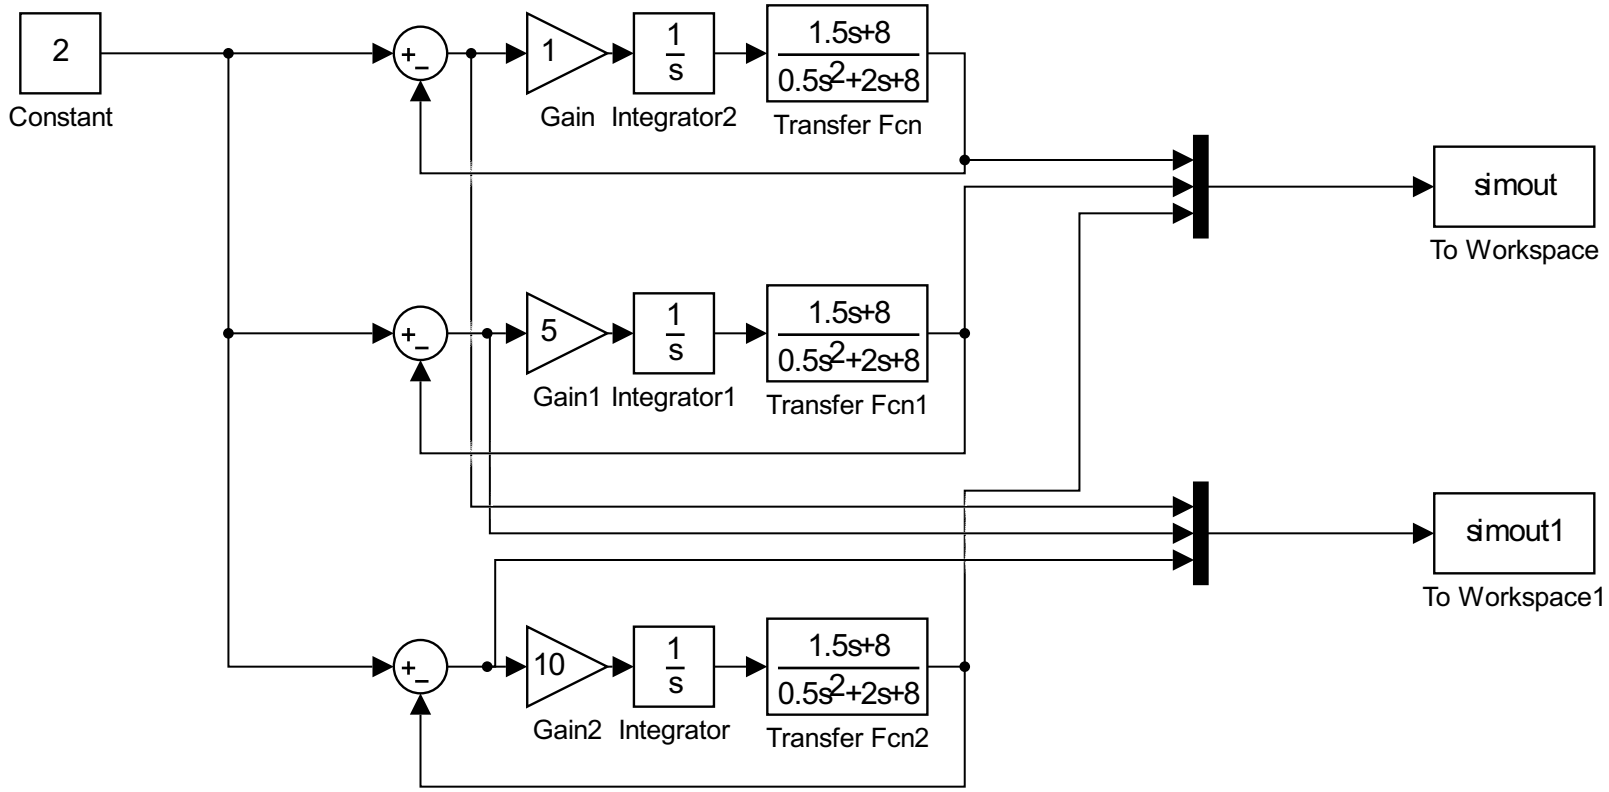 2
Constant
+
−
1
Gain
1
s
Integrator2
1.5s+8
0.5s²+2s+8
Transfer Fcn
simout
To Workspace
+
−
5
Gain1
1
s
Integrator1
1.5s+8
0.5s²+2s+8
Transfer Fcn1
simout1
To Workspace1
+
−
10
Gain2
1
s
Integrator
1.5s+8
0.5s²+2s+8
Transfer Fcn2